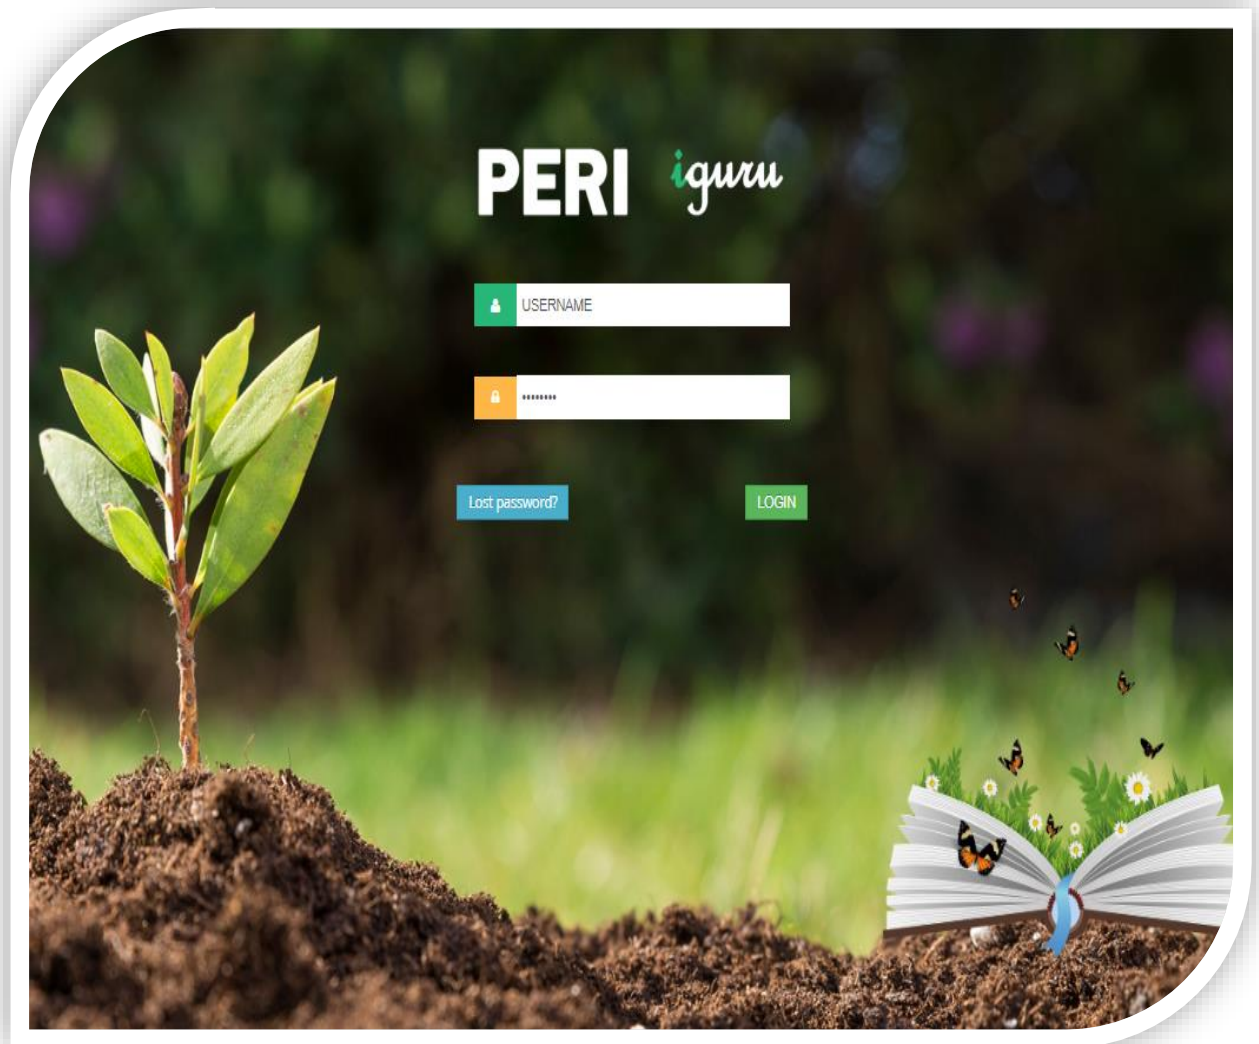 PERI iguru
USERNAME
••••••••
Lost password? LOGIN